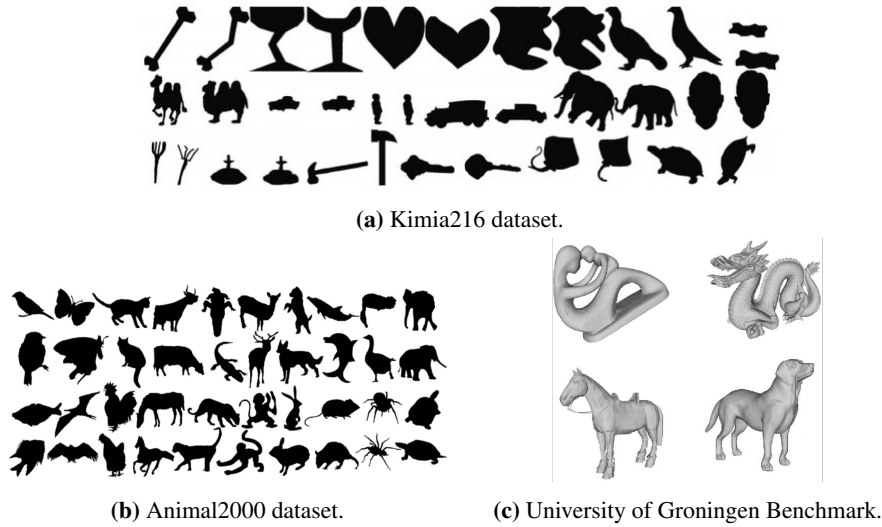 (a) Kimia216 dataset.
(b) Animal2000 dataset.
(c) University of Groningen Benchmark.